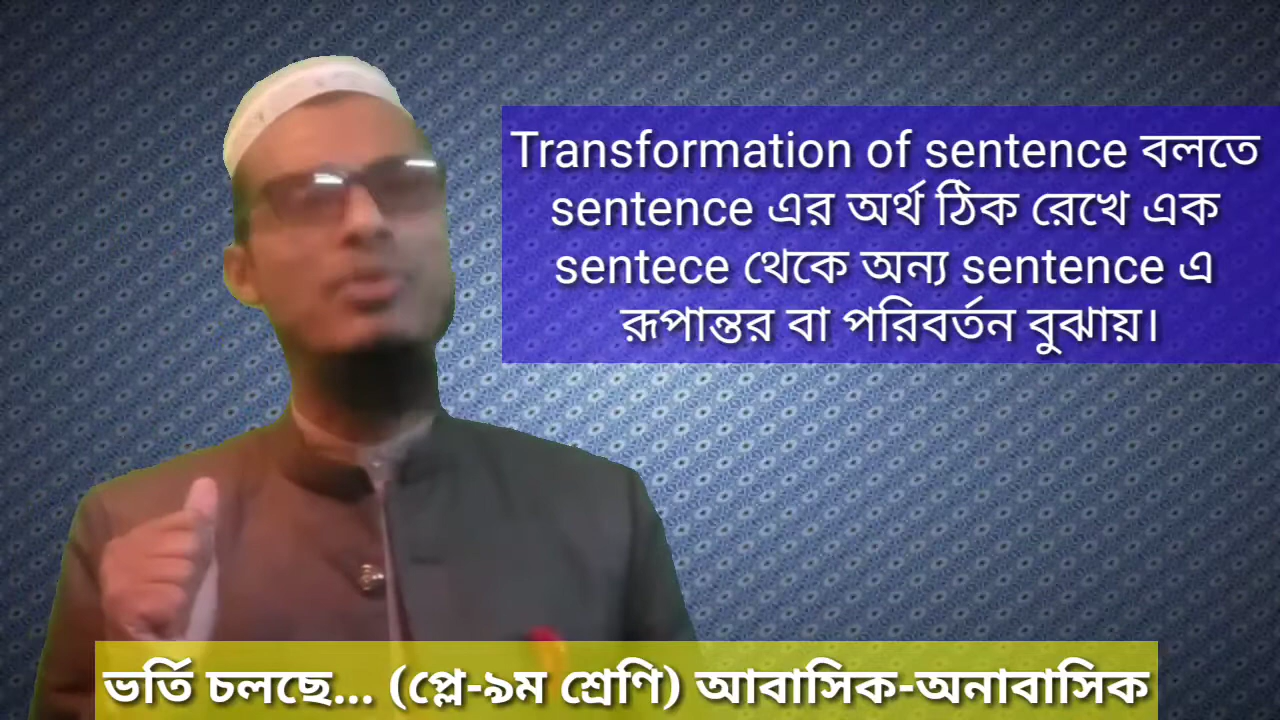 Transformation of sentence বলতে
sentence এর অর্থ ঠিক রেখে এক
sentece থেকে অন্য sentence এ
রূপান্তর বা পরিবর্তন বুঝায়।
ভর্তি চলছে... (প্লে-৯ম শ্রেণি) আবাসিক-অনাবাসিক